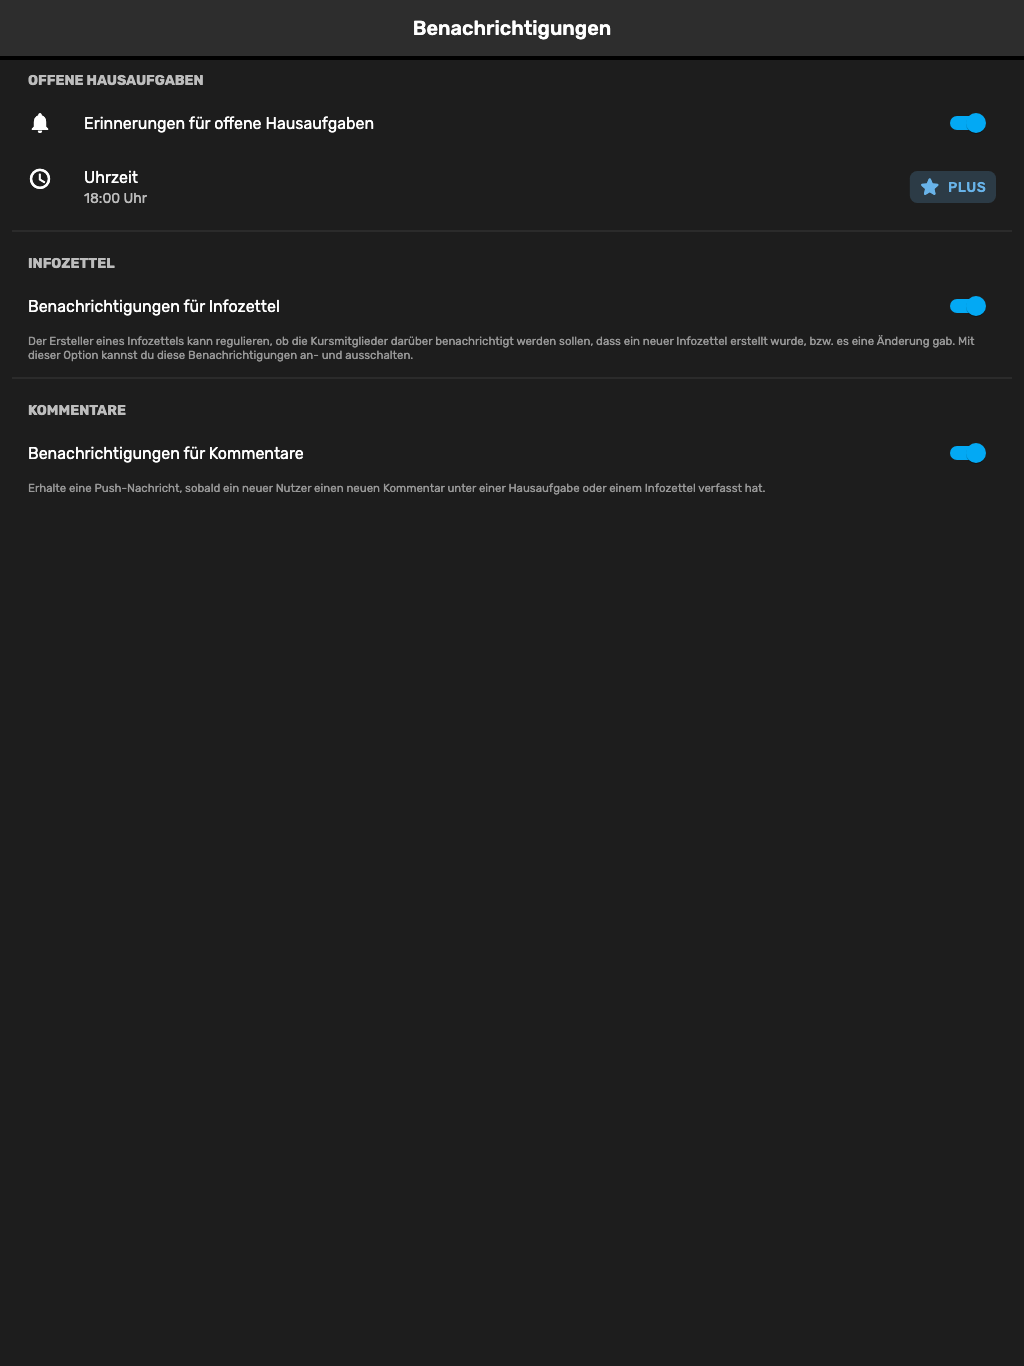 Benachrichtigungen
OFFENE HAUSAUFGABEN
Erinnerungen für offene Hausaufgaben
Uhrzeit
18:00 Uhr
PLUS
INFOZETTEL
Benachrichtigungen für Infozettel
Der Ersteller eines Infozettels kann regulieren, ob die Kursmitglieder darüber benachrichtigt werden sollen, dass ein neuer Infozettel erstellt wurde, bzw. es eine Änderung gab. Mit
dieser Option kannst du diese Benachrichtigungen an- und ausschalten.
KOMMENTARE
Benachrichtigungen für Kommentare
Erhalte eine Push-Nachricht, sobald ein neuer Nutzer einen neuen Kommentar unter einer Hausaufgabe oder einem Infozettel verfasst hat.